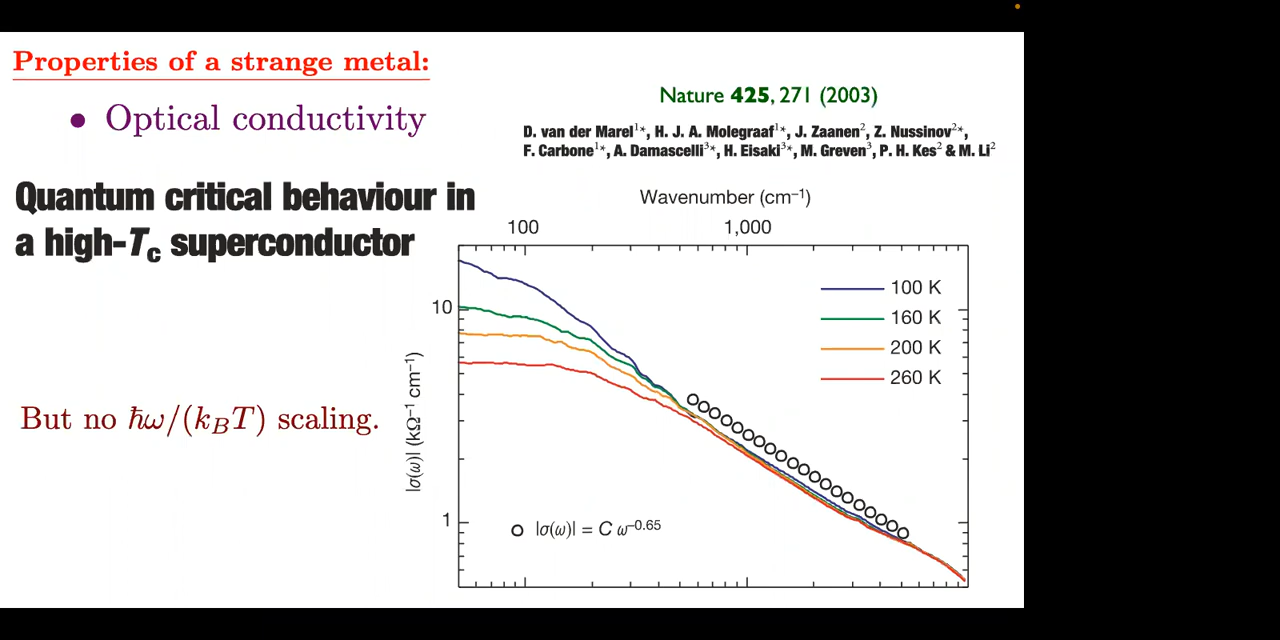 Properties of a strange metal:
• Optical conductivity
Nature 425, 271 (2003)
D. van der Marel¹*, H. J. A. Molegraaf¹*, J. Zaanen², Z. Nussinov²*,
F. Carbone¹*, A. Damascelli³*, H. Eisaki³*, M. Greven³, P. H. Kes² & M. Li²
Quantum critical behaviour in
a high-Tc superconductor
Wavenumber (cm⁻¹)
100 1,000
100 K
10
160 K
200 K
260 K
|σ(ω)| (kΩ⁻¹ cm⁻¹)
But no ℏω/(k_BT) scaling.
1
|σ(ω)| = C ω⁻⁰·⁶⁵